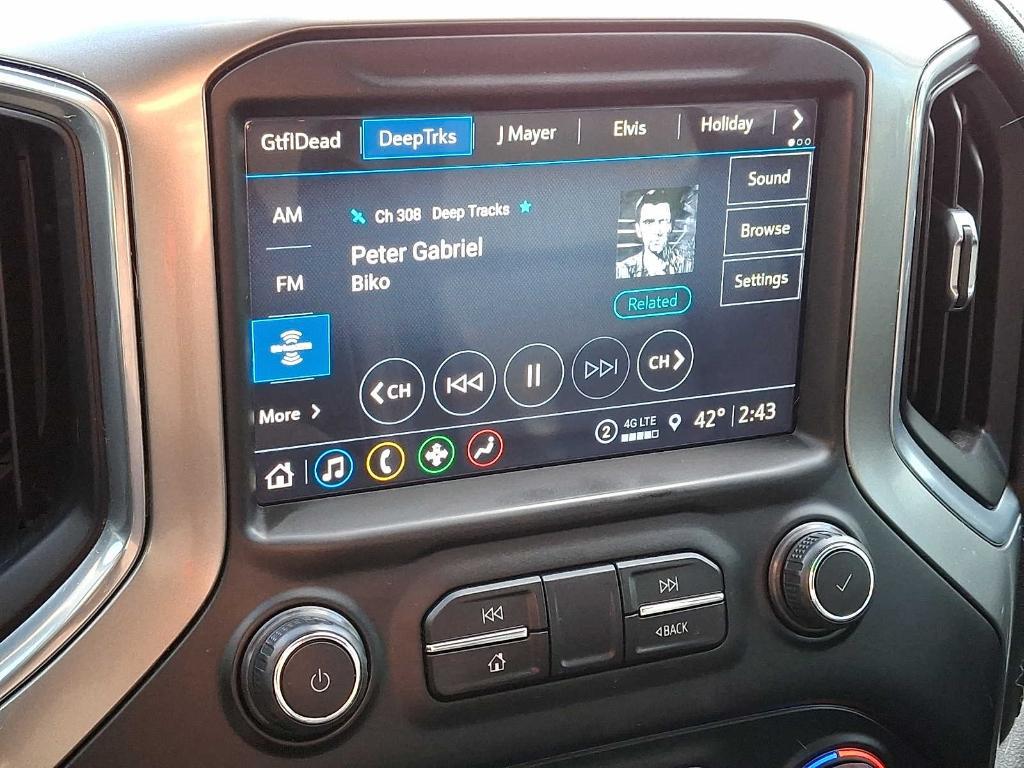 GtflDead DeepTrks J Mayer Elvis Holiday >
Sound
AM Ch 308 Deep Tracks
Browse
Peter Gabriel
FM Biko
Settings
Related
< CH CH >
More >
2 4G LTE 42° 2:43
BACK